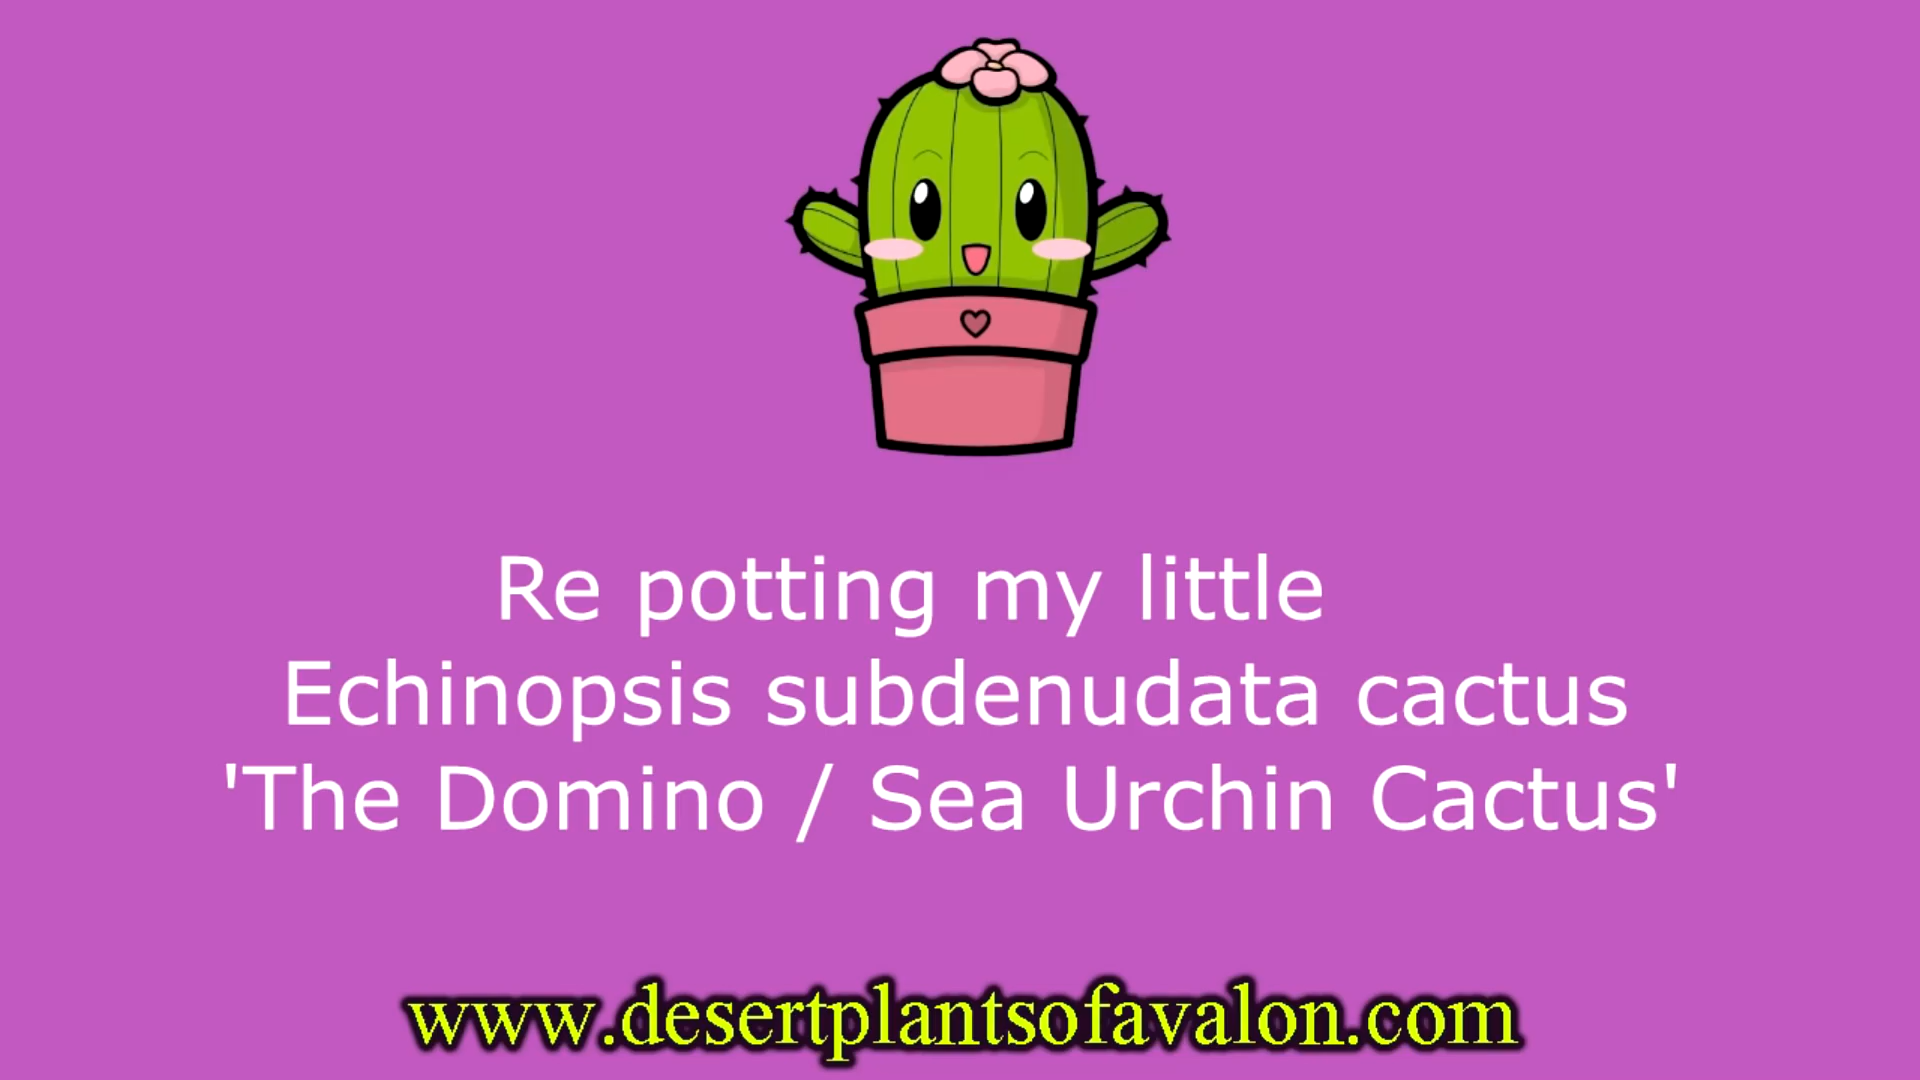 Re potting my little
Echinopsis subdenudata cactus
'The Domino / Sea Urchin Cactus'
www.desertplantsofavalon.com